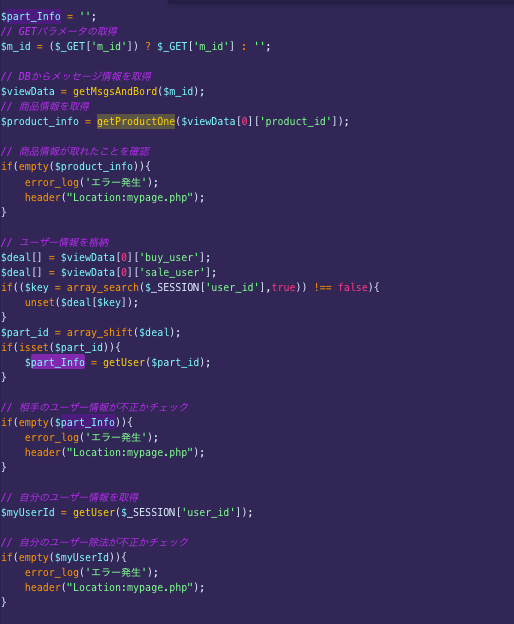 $part_Info = '';
// GETパラメータの取得
$m_id = ($_GET['m_id']) ? $_GET['m_id'] : '';
// DBからメッセージ情報を取得
$viewData = getMsgsAndBord($m_id);
// 商品情報を取得
$product_info = getProductOne($viewData[0]['product_id']);
// 商品情報が取れたことを確認
if(empty($product_info)){
error_log('エラー発生');
header("Location:mypage.php");
}
// ユーザー情報を格納
$deal[] = $viewData[0]['buy_user'];
$deal[] = $viewData[0]['sale_user'];
if(($key = array_search($_SESSION['user_id'],true)) !== false){
unset($deal[$key]);
}
$part_id = array_shift($deal);
if(isset($part_id)){
$part_Info = getUser($part_id);
}
// 相手のユーザー情報が不正かチェック
if(empty($part_Info)){
error_log('エラー発生');
header("Location:mypage.php");
}
// 自分のユーザー情報を取得
$myUserId = getUser($_SESSION['user_id']);
// 自分のユーザー除法が不正かチェック
if(empty($myUserId)){
error_log('エラー発生');
header("Location:mypage.php");
}